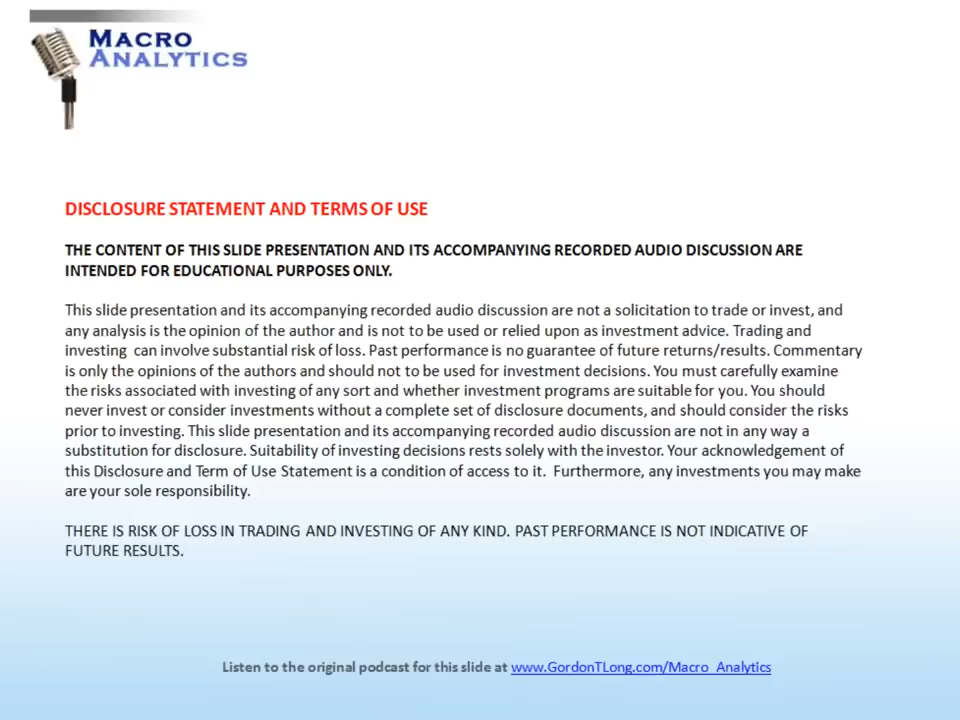 MACRO
ANALYTICS
DISCLOSURE STATEMENT AND TERMS OF USE
THE CONTENT OF THIS SLIDE PRESENTATION AND ITS ACCOMPANYING RECORDED AUDIO DISCUSSION ARE
INTENDED FOR EDUCATIONAL PURPOSES ONLY.
This slide presentation and its accompanying recorded audio discussion are not a solicitation to trade or invest, and
any analysis is the opinion of the author and is not to be used or relied upon as investment advice. Trading and
investing can involve substantial risk of loss. Past performance is no guarantee of future returns/results. Commentary
is only the opinions of the authors and should not to be used for investment decisions. You must carefully examine
the risks associated with investing of any sort and whether investment programs are suitable for you. You should
never invest or consider investments without a complete set of disclosure documents, and should consider the risks
prior to investing. This slide presentation and its accompanying recorded audio discussion are not in any way a
substitution for disclosure. Suitability of investing decisions rests solely with the investor. Your acknowledgement of
this Disclosure and Term of Use Statement is a condition of access to it. Furthermore, any investments you may make
are your sole responsibility.
THERE IS RISK OF LOSS IN TRADING AND INVESTING OF ANY KIND. PAST PERFORMANCE IS NOT INDICATIVE OF
FUTURE RESULTS.
Listen to the original podcast for this slide at www.GordonTLong.com/Macro_Analytics